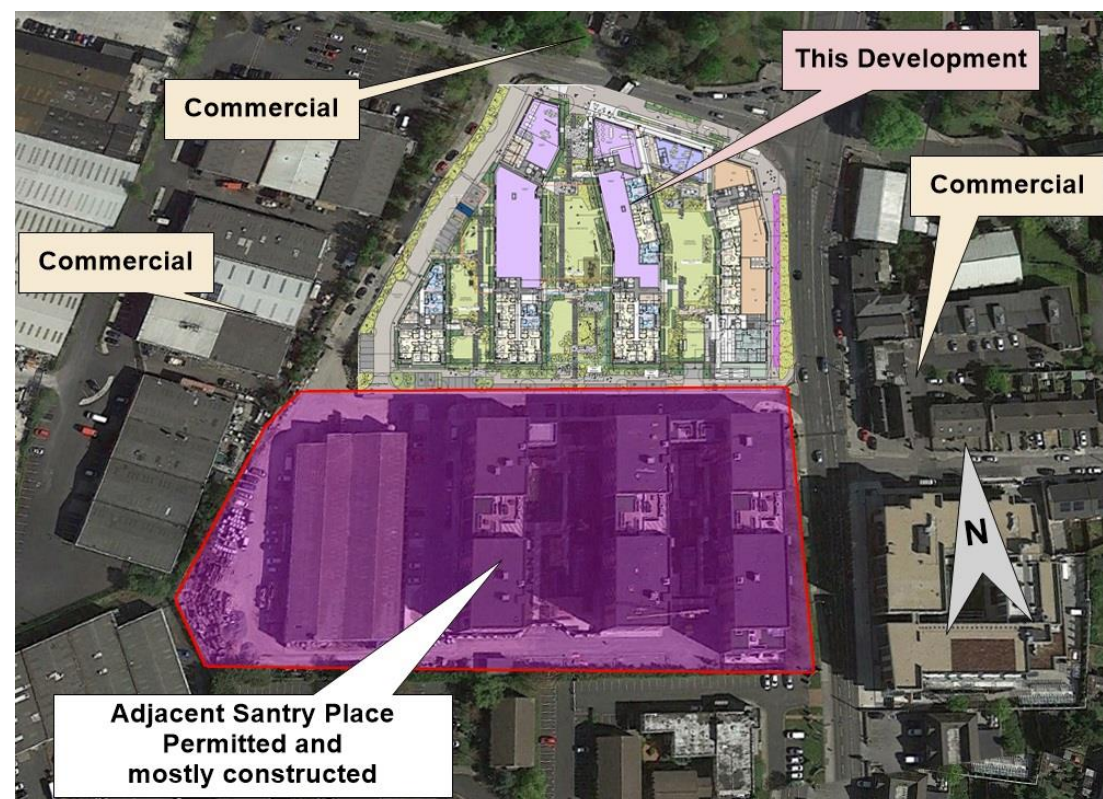 This Development
Commercial
Commercial
Commercial
N
Adjacent Santry Place
Permitted and
mostly constructed